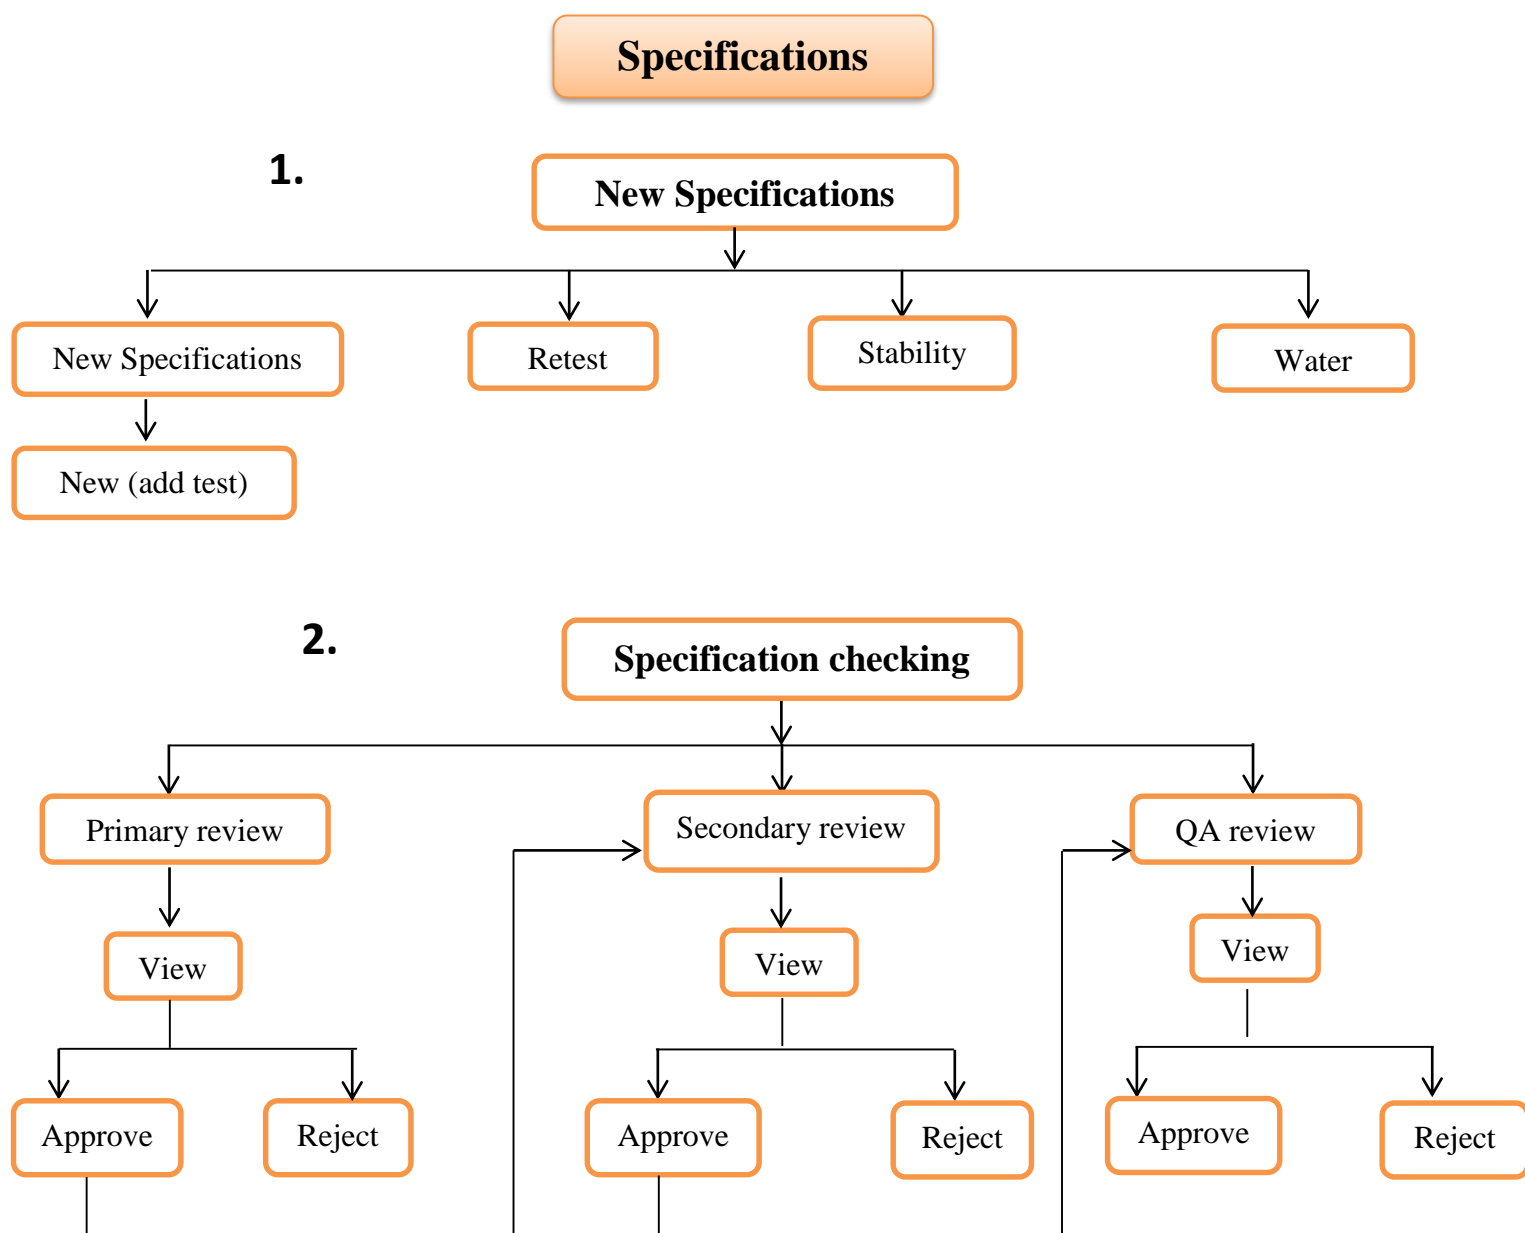 Specifications
1.
New Specifications
New Specifications
Retest
Stability
Water
New (add test)
2.
Specification checking
Primary review
Secondary review
QA review
View
View
View
Approve
Reject
Approve
Reject
Approve
Reject